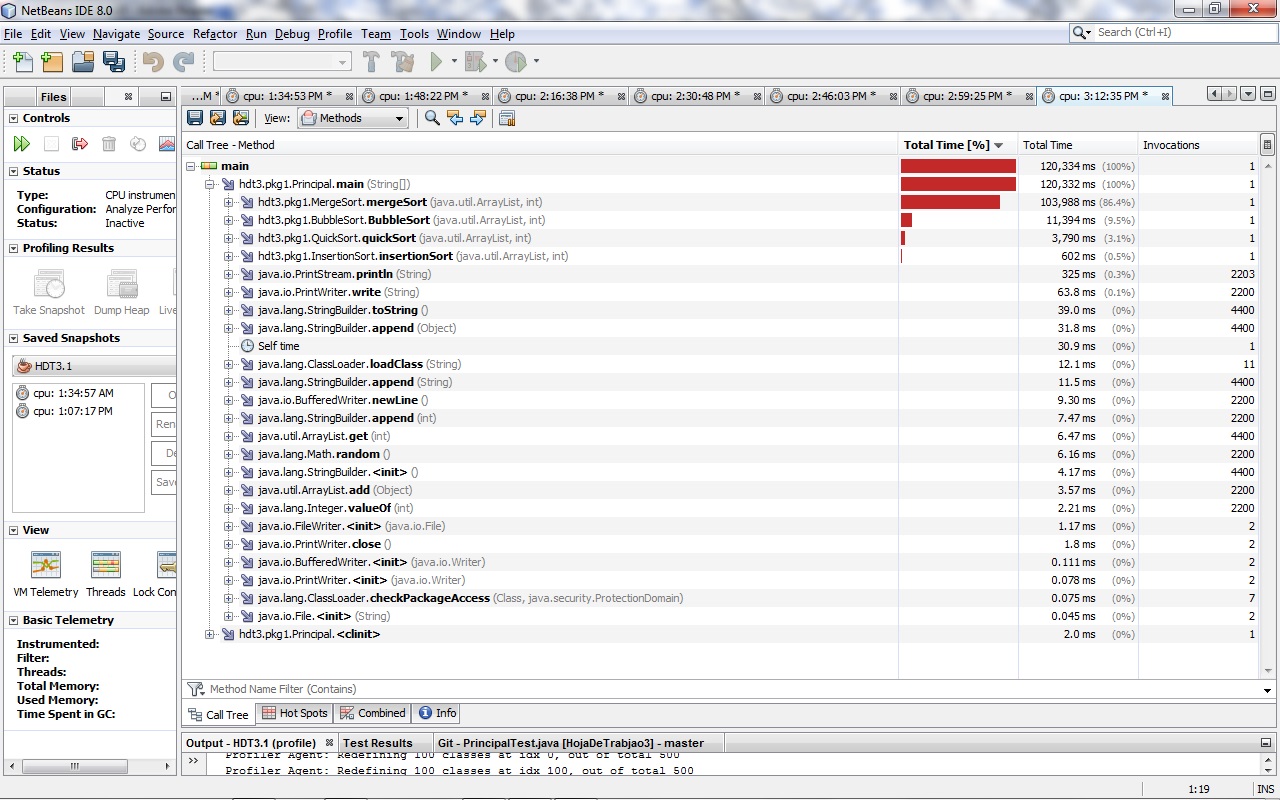 NetBeans IDE 8.0
File Edit View Navigate Source Refactor Run Debug Profile Team Tools Window Help
Search (Ctrl+I)
Files
...M * cpu: 1:34:53 PM * cpu: 1:48:22 PM * cpu: 2:16:38 PM * cpu: 2:30:48 PM * cpu: 2:46:03 PM * cpu: 2:59:25 PM * cpu: 3:12:35 PM *
Controls
Status
Type: CPU instrumen
Configuration: Analyze Perfor
Status: Inactive
Profiling Results
Take Snapshot Dump Heap Live
Saved Snapshots
HDT3.1
cpu: 1:34:57 AM
cpu: 1:07:17 PM
O
Ren
De
Save
View
VM Telemetry Threads Lock Con
Basic Telemetry
Instrumented:
Filter:
Threads:
Total Memory:
Used Memory:
Time Spent in GC:
View: Methods
Call Tree - Method Total Time [%] Total Time Invocations
main 120,334 ms (100%) 1
hdt3.pkg1.Principal.main (String[]) 120,332 ms (100%) 1
hdt3.pkg1.MergeSort.mergeSort (java.util.ArrayList, int) 103,988 ms (86.4%) 1
hdt3.pkg1.BubbleSort.BubbleSort (java.util.ArrayList, int) 11,394 ms (9.5%) 1
hdt3.pkg1.QuickSort.quickSort (java.util.ArrayList, int) 3,790 ms (3.1%) 1
hdt3.pkg1.InsertionSort.insertionSort (java.util.ArrayList, int) 602 ms (0.5%) 1
java.io.PrintStream.println (String) 325 ms (0.3%) 2203
java.io.PrintWriter.write (String) 63.8 ms (0.1%) 2200
java.lang.StringBuilder.toString () 39.0 ms (0%) 4400
java.lang.StringBuilder.append (Object) 31.8 ms (0%) 4400
Self time 30.9 ms (0%) 1
java.lang.ClassLoader.loadClass (String) 12.1 ms (0%) 11
java.lang.StringBuilder.append (String) 11.5 ms (0%) 4400
java.io.BufferedWriter.newLine () 9.30 ms (0%) 2200
java.lang.StringBuilder.append (int) 7.47 ms (0%) 2200
java.util.ArrayList.get (int) 6.47 ms (0%) 4400
java.lang.Math.random () 6.16 ms (0%) 2200
java.lang.StringBuilder.<init> () 4.17 ms (0%) 4400
java.util.ArrayList.add (Object) 3.57 ms (0%) 2200
java.lang.Integer.valueOf (int) 2.21 ms (0%) 2200
java.io.FileWriter.<init> (java.io.File) 1.17 ms (0%) 2
java.io.PrintWriter.close () 1.8 ms (0%) 2
java.io.BufferedWriter.<init> (java.io.Writer) 0.111 ms (0%) 2
java.io.PrintWriter.<init> (java.io.Writer) 0.078 ms (0%) 2
java.lang.ClassLoader.checkPackageAccess (Class, java.security.ProtectionDomain) 0.075 ms (0%) 7
java.io.File.<init> (String) 0.045 ms (0%) 2
hdt3.pkg1.Principal.<clinit> 2.0 ms (0%) 1
Method Name Filter (Contains)
Call Tree Hot Spots Combined Info
Output - HDT3.1 (profile) Test Results Git - PrincipalTest.java [HojaDeTrabjao3] - master
>> Profiler Agent: Redefining 100 classes at idx 0, out of total 500
Profiler Agent: Redefining 100 classes at idx 100, out of total 500
1:19 INS